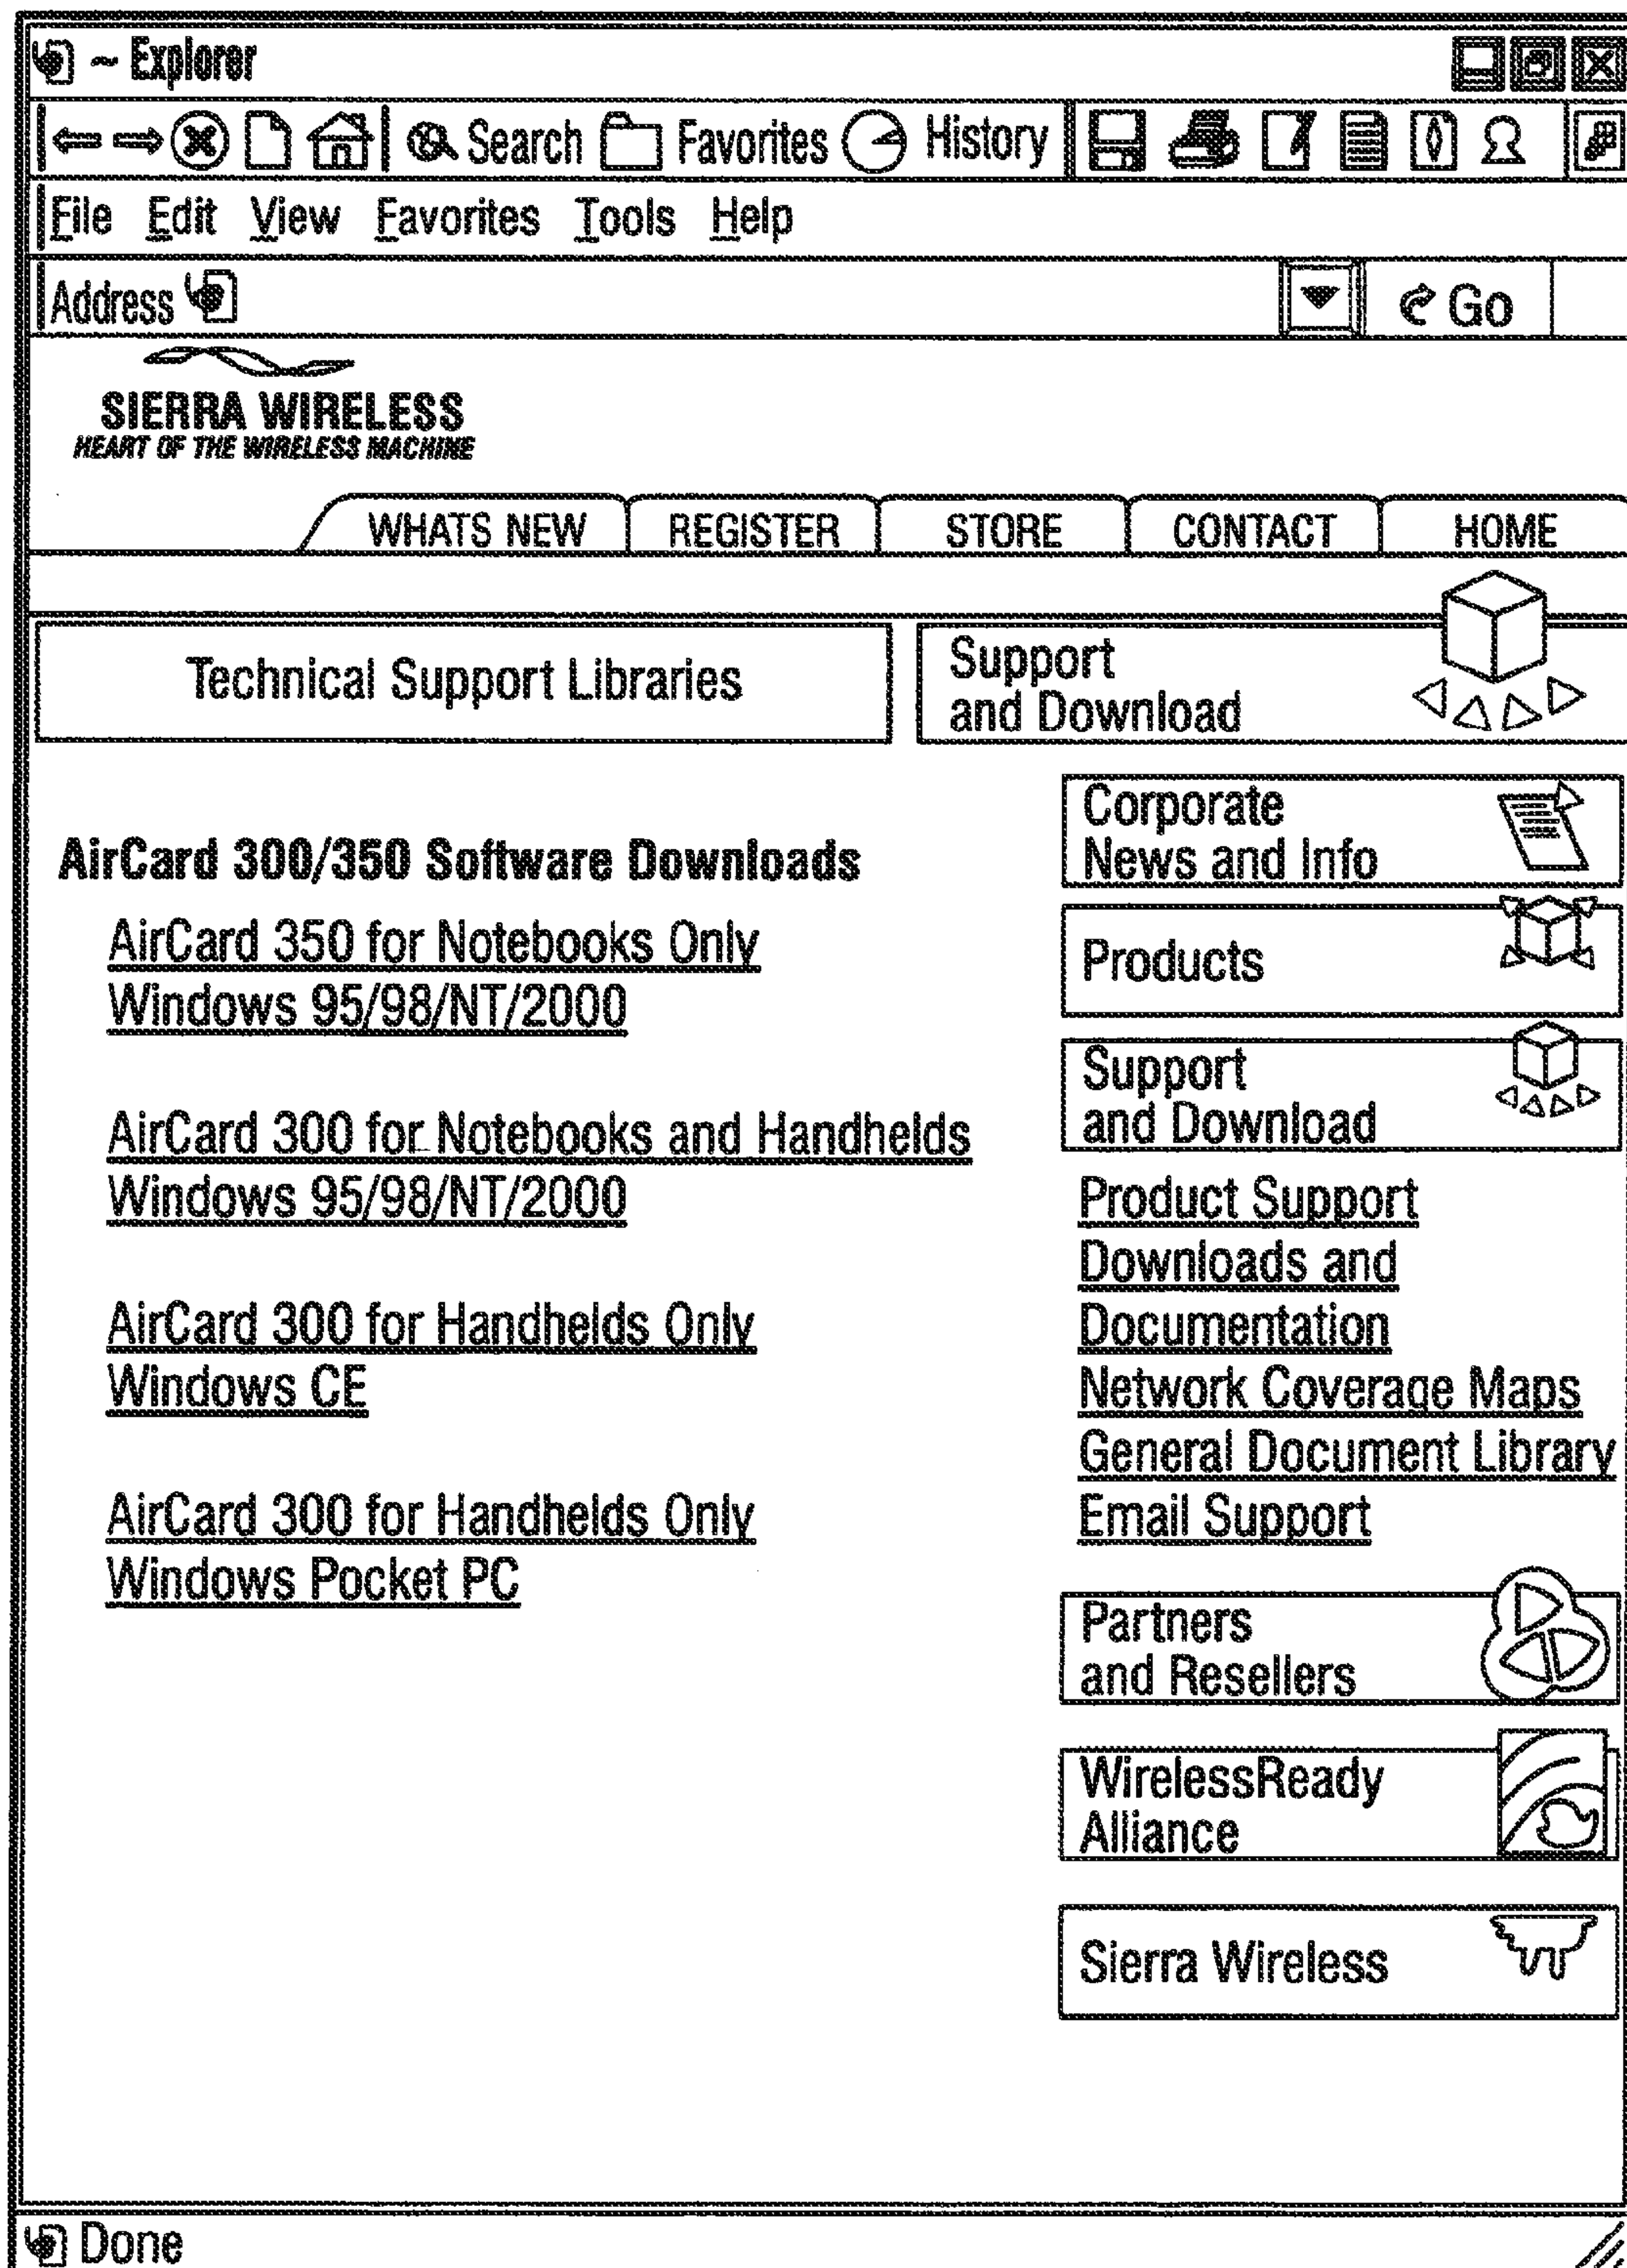 ~ Explorer
Search Favorites History
File Edit View Favorites Tools Help
Address Go
SIERRA WIRELESS
HEART OF THE WIRELESS MACHINE
WHATS NEW REGISTER STORE CONTACT HOME
Technical Support Libraries
Support
and Download
AirCard 300/350 Software Downloads
AirCard 350 for Notebooks Only
Windows 95/98/NT/2000
AirCard 300 for Notebooks and Handhelds
Windows 95/98/NT/2000
AirCard 300 for Handhelds Only
Windows CE
AirCard 300 for Handhelds Only
Windows Pocket PC
Corporate
News and Info
Products
Support
and Download
Product Support
Downloads and
Documentation
Network Coverage Maps
General Document Library
Email Support
Partners
and Resellers
WirelessReady
Alliance
Sierra Wireless
Done